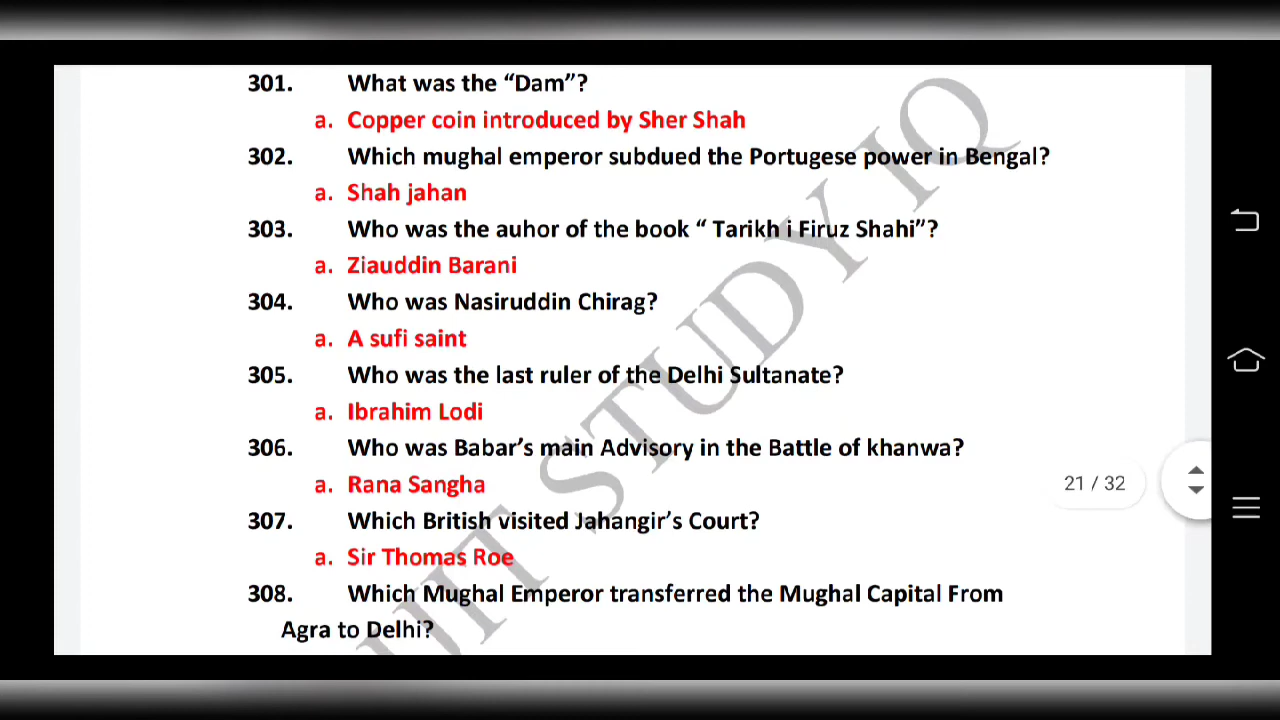 301. What was the “Dam”?
a. Copper coin introduced by Sher Shah
302. Which mughal emperor subdued the Portugese power in Bengal?
a. Shah jahan
303. Who was the auhor of the book “ Tarikh i Firuz Shahi”?
a. Ziauddin Barani
304. Who was Nasiruddin Chirag?
a. A sufi saint
305. Who was the last ruler of the Delhi Sultanate?
a. Ibrahim Lodi
306. Who was Babar’s main Advisory in the Battle of khanwa?
a. Rana Sangha
21 / 32
307. Which British visited Jahangir’s Court?
a. Sir Thomas Roe
308. Which Mughal Emperor transferred the Mughal Capital From
Agra to Delhi?
STUDY IQ